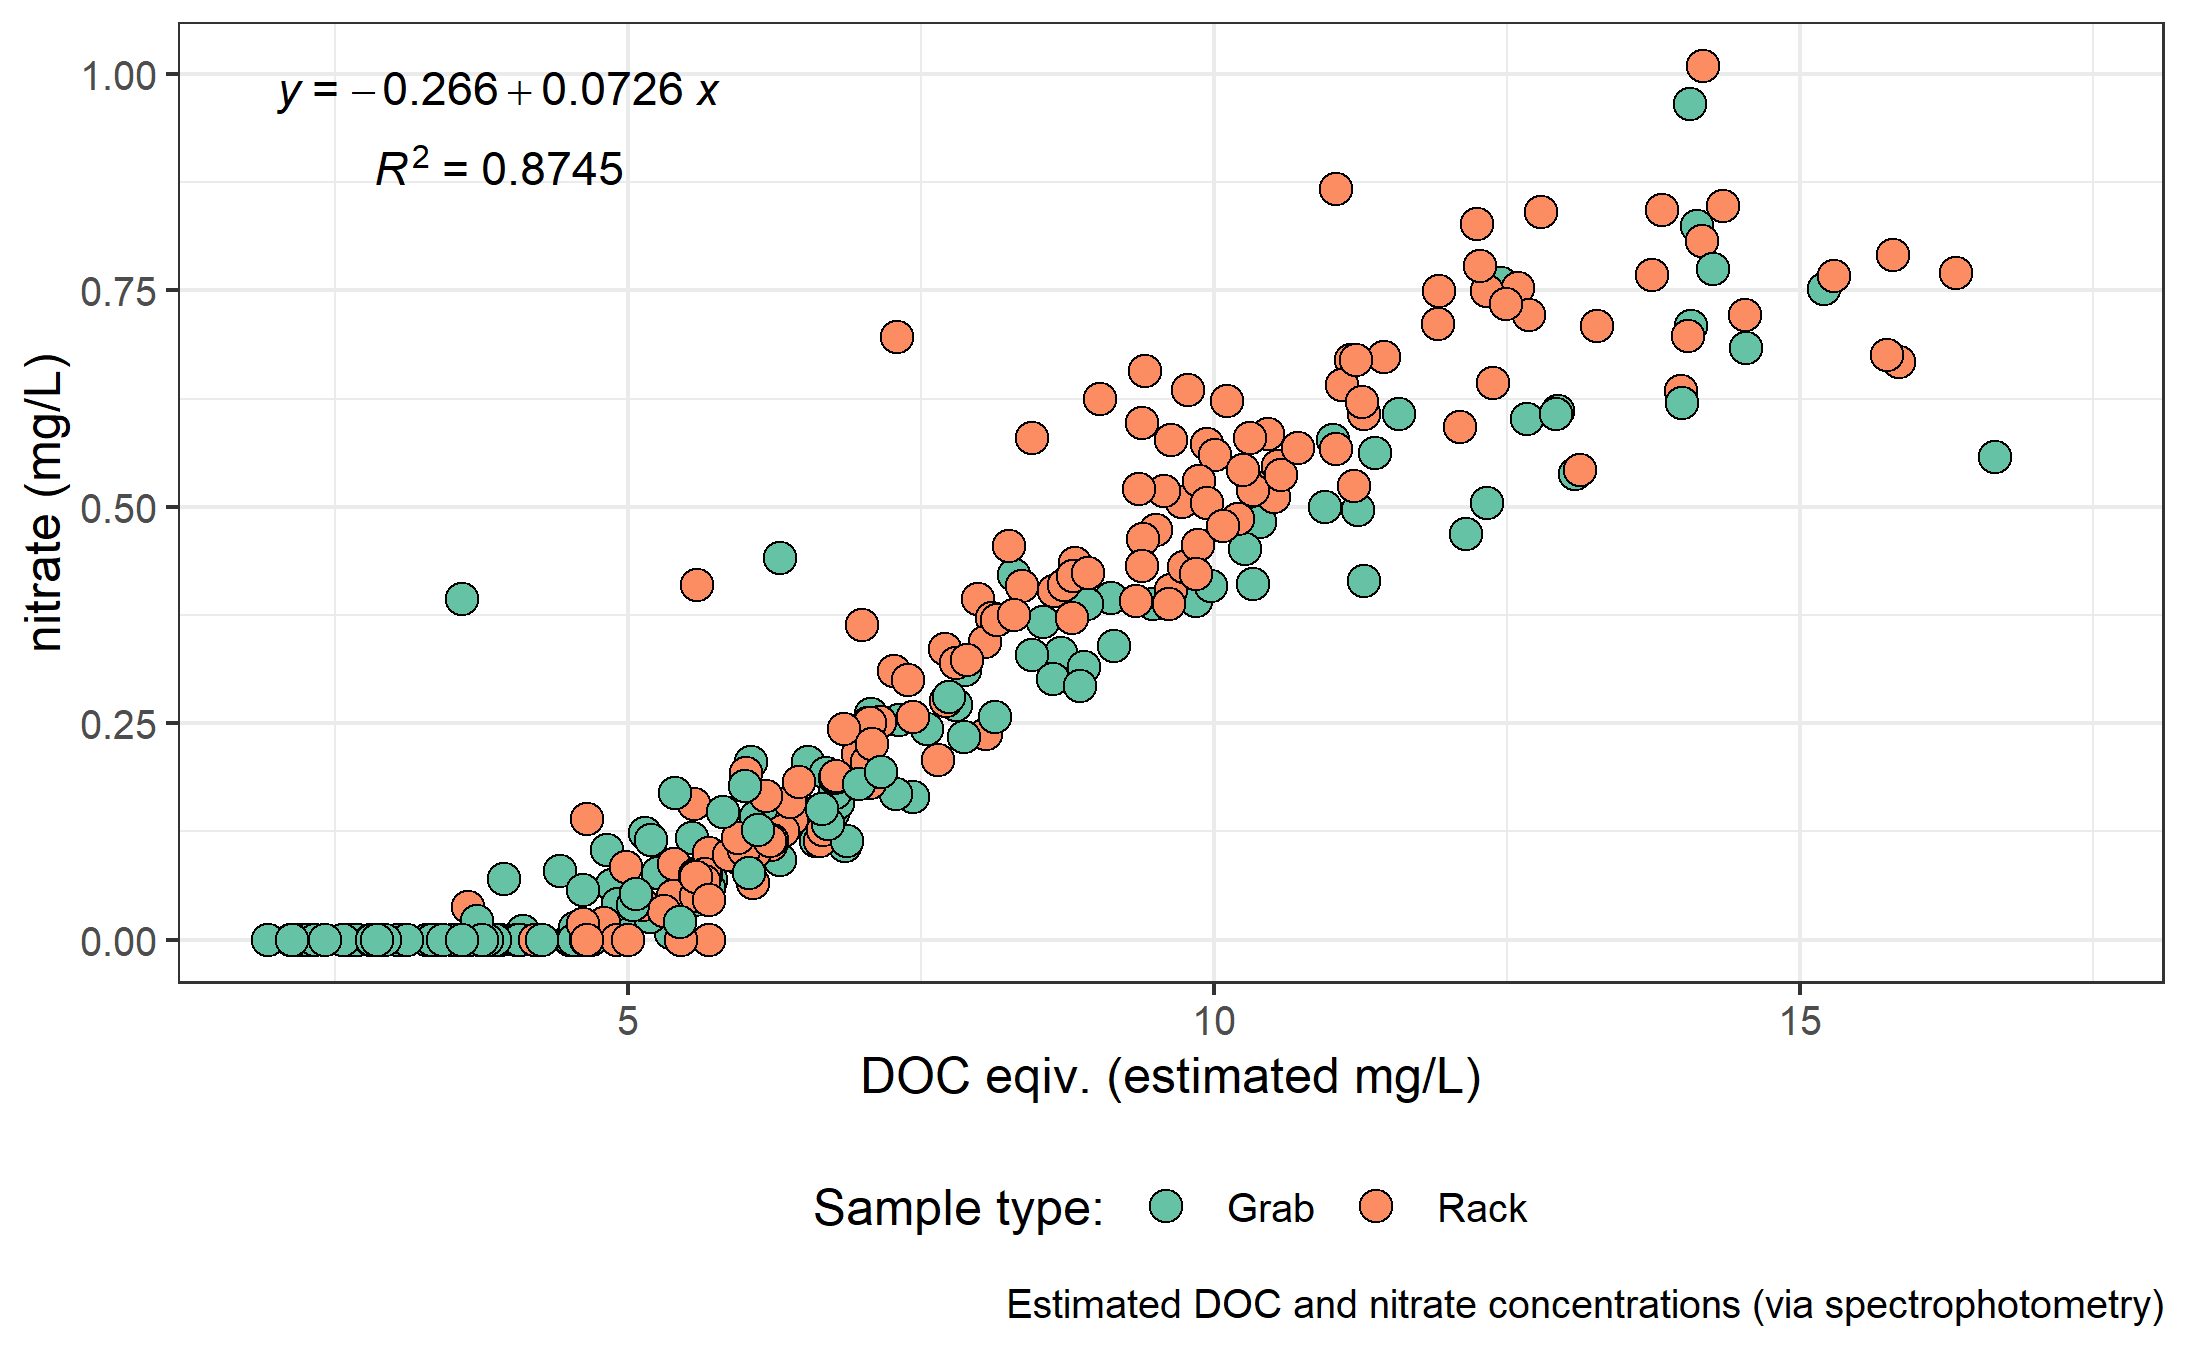 y = −0.266 + 0.0726 x
R² = 0.8745
nitrate (mg/L)
1.00
0.75
0.50
0.25
0.00
5 10 15
DOC eqiv. (estimated mg/L)
Sample type: Grab Rack
Estimated DOC and nitrate concentrations (via spectrophotometry)